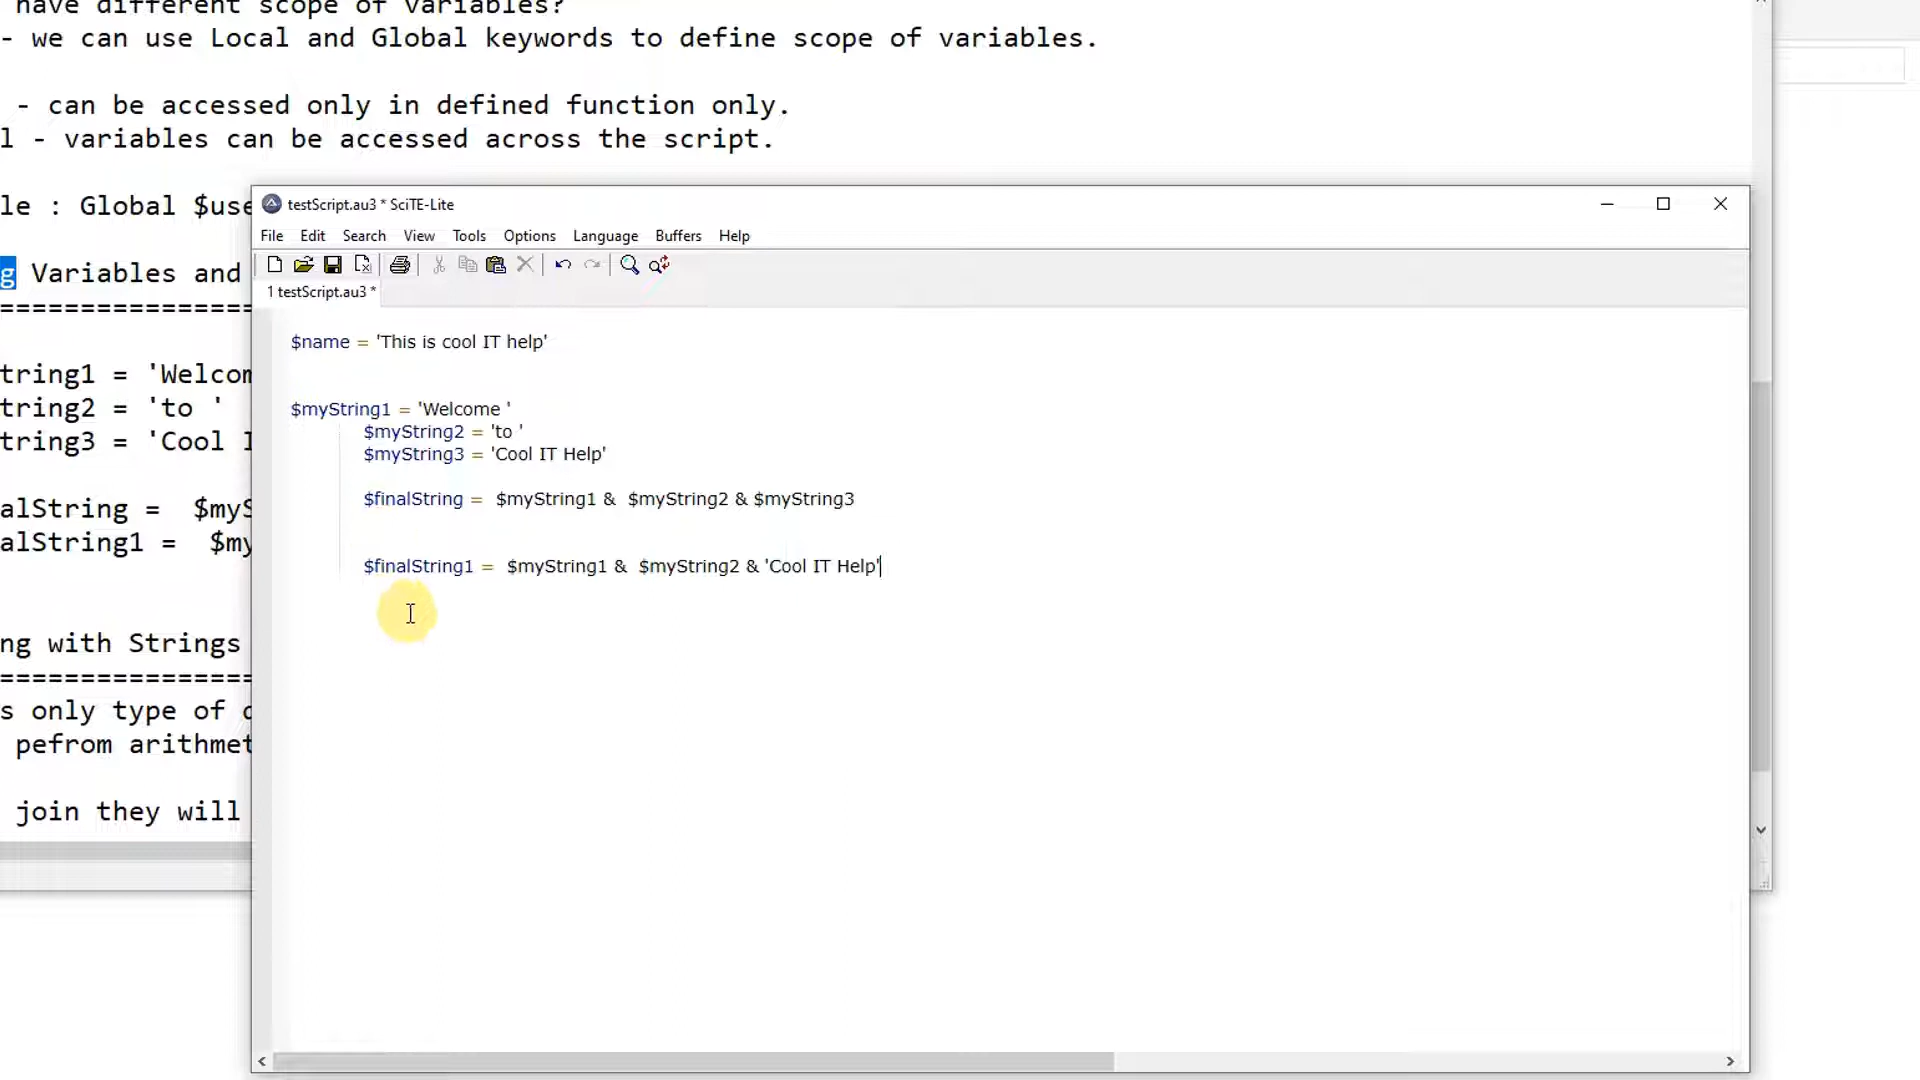 have different scope of variables?
- we can use Local and Global keywords to define scope of variables.
- can be accessed only in defined function only.
l - variables can be accessed across the script.
le : Global $use
testScript.au3 * SciTE-Lite
File Edit Search View Tools Options Language Buffers Help
1 testScript.au3 *
g Variables and
==================
$name = 'This is cool IT help'
tring1 = 'Welcom
tring2 = 'to '
tring3 = 'Cool I
$myString1 = 'Welcome '
$myString2 = 'to '
$myString3 = 'Cool IT Help'
alString = $myS
alString1 = $my
$finalString = $myString1 & $myString2 & $myString3
$finalString1 = $myString1 & $myString2 & 'Cool IT Help'
ng with Strings
==================
s only type of
pefrom arithmet
join they will